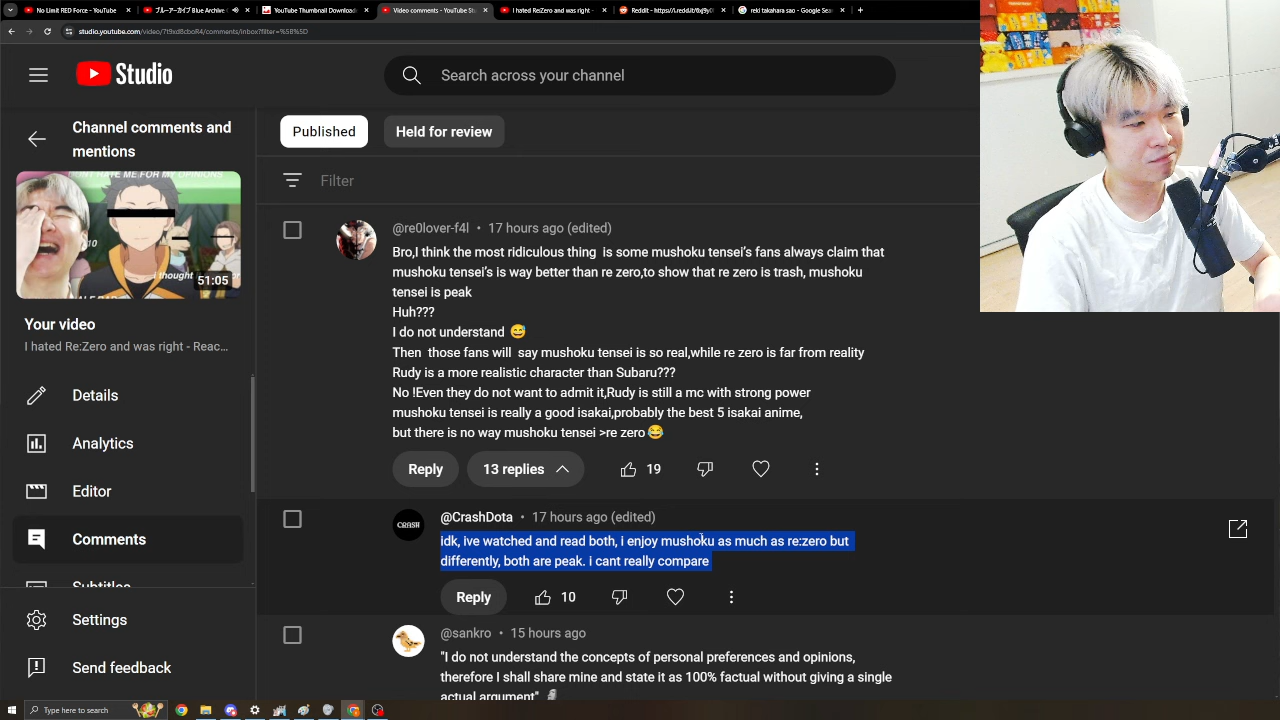 No Limit RED Force - YouTube
ブルーアーカイブ Blue Archive
YouTube Thumbnail Download
Video comments - YouTube St
I hated Re:Zero and was right -
Reddit - https://i.redd.it/
reki takahara sao - Google Sea
studio.youtube.com/video/
Studio
Search across your channel
Channel comments and
mentions
HATE ME FOR MY OPINIONS
i thought
51:05
Your video
I hated Re:Zero and was right - Reac...
Details
Analytics
Editor
Comments
Subtitles
Settings
Send feedback
Published
Held for review
Filter
@re0lover-f4l • 17 hours ago (edited)
Bro,I think the most ridiculous thing is some mushoku tensei's fans always claim that
mushoku tensei's is way better than re zero,to show that re zero is trash, mushoku
tensei is peak
Huh???
I do not understand 😅
Then those fans will say mushoku tensei is so real,while re zero is far from reality
Rudy is a more realistic character than Subaru???
No !Even they do not want to admit it,Rudy is still a mc with strong power
mushoku tensei is really a good isakai,probably the best 5 isakai anime,
but there is no way mushoku tensei >re zero 😂
Reply
13 replies
19
CRASH
@CrashDota • 17 hours ago (edited)
idk, ive watched and read both, i enjoy mushoku as much as re:zero but
differently, both are peak. i cant really compare
Reply
10
@sankro • 15 hours ago
"I do not understand the concepts of personal preferences and opinions,
therefore I shall share mine and state it as 100% factual without giving a single
actual argument" 🗿
Type here to search